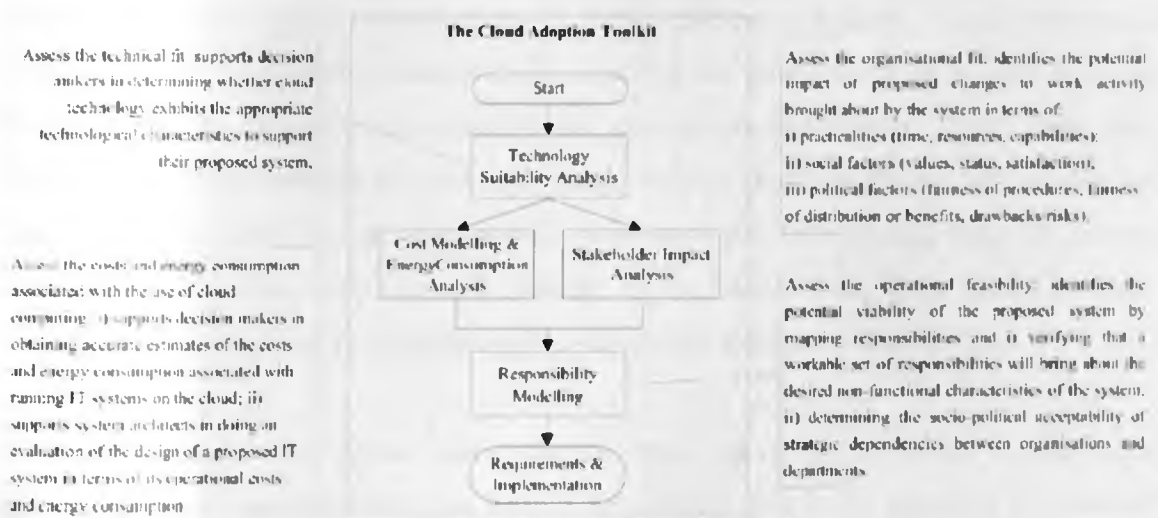 The Cloud Adoption Toolkit
Assess the technical fit supports decision
makers in determining whether cloud
technology exhibits the appropriate
technological characteristics to support
their proposed system.
Assess the costs and energy consumption
associated with the use of cloud
computing: i) supports decision makers in
obtaining accurate estimates of the costs
and energy consumption associated with
running IT systems on the cloud; ii)
supports system architects in doing an
evaluation of the design of a proposed IT
system in terms of its operational costs
and energy consumption
Start
Technology
Suitability Analysis
Cost Modelling &
EnergyConsumption
Analysis
Stakeholder Impact
Analysis
Responsibility
Modelling
Requirements &
Implementation
Assess the organisational fit, identifies the potential
impact of proposed changes to work activity
brought about by the system in terms of:
i) practicalities (time, resources, capabilities);
ii) social factors (values, status, satisfaction);
iii) political factors (fairness of procedures, fairness
of distribution or benefits, drawbacks risks).
Assess the operational feasibility: identifies the
potential viability of the proposed system by
mapping responsibilities and i) verifying that a
workable set of responsibilities will bring about the
desired non-functional characteristics of the system,
ii) determining the socio-political acceptability of
strategic dependencies between organisations and
departments